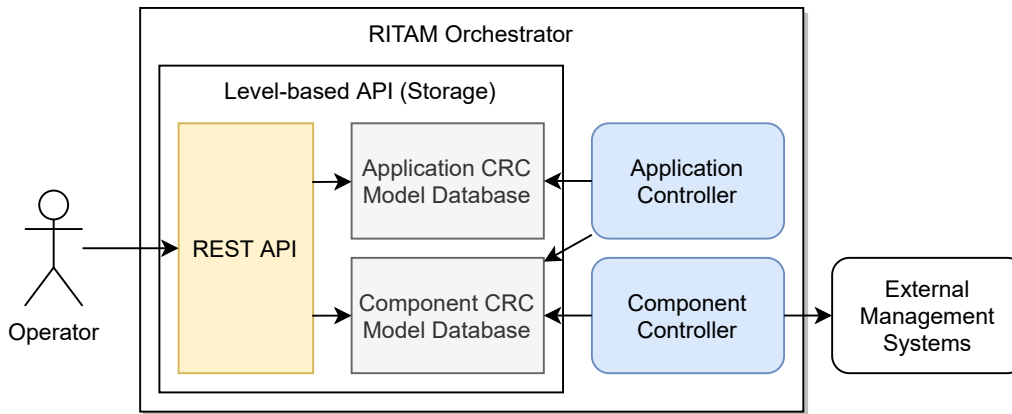 RITAM Orchestrator
Level-based API (Storage)
Application CRC
Model Database
Application
Controller
REST API
Component CRC
Model Database
Component
Controller
External
Management
Systems
Operator